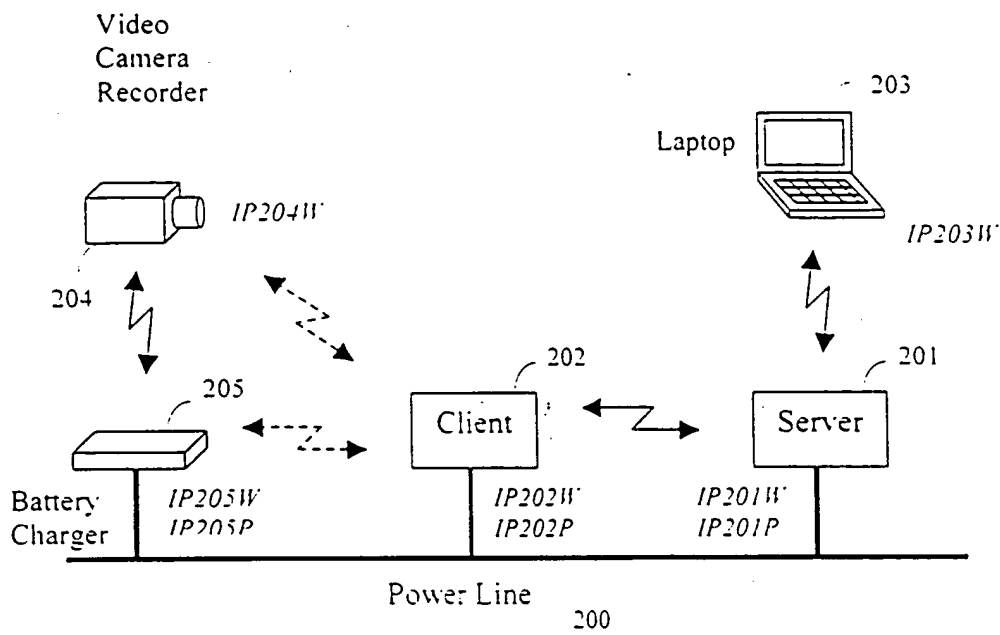 Video
Camera
Recorder
203
Laptop
IP204W
IP203W
204
202
201
205
Client
Server
Battery
Charger
IP205W
IP205P
IP202W
IP202P
IP201W
IP201P
Power Line
200